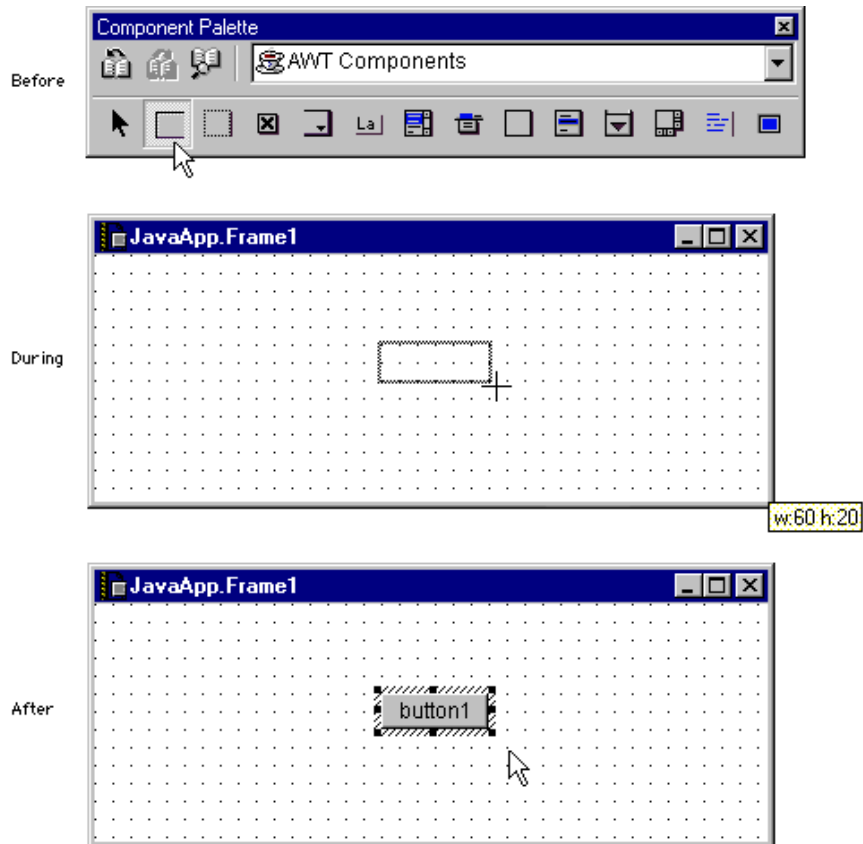 Component Palette
Before
AWT Components
La
JavaApp.Frame1
During
w:60 h:20
JavaApp.Frame1
After
button1